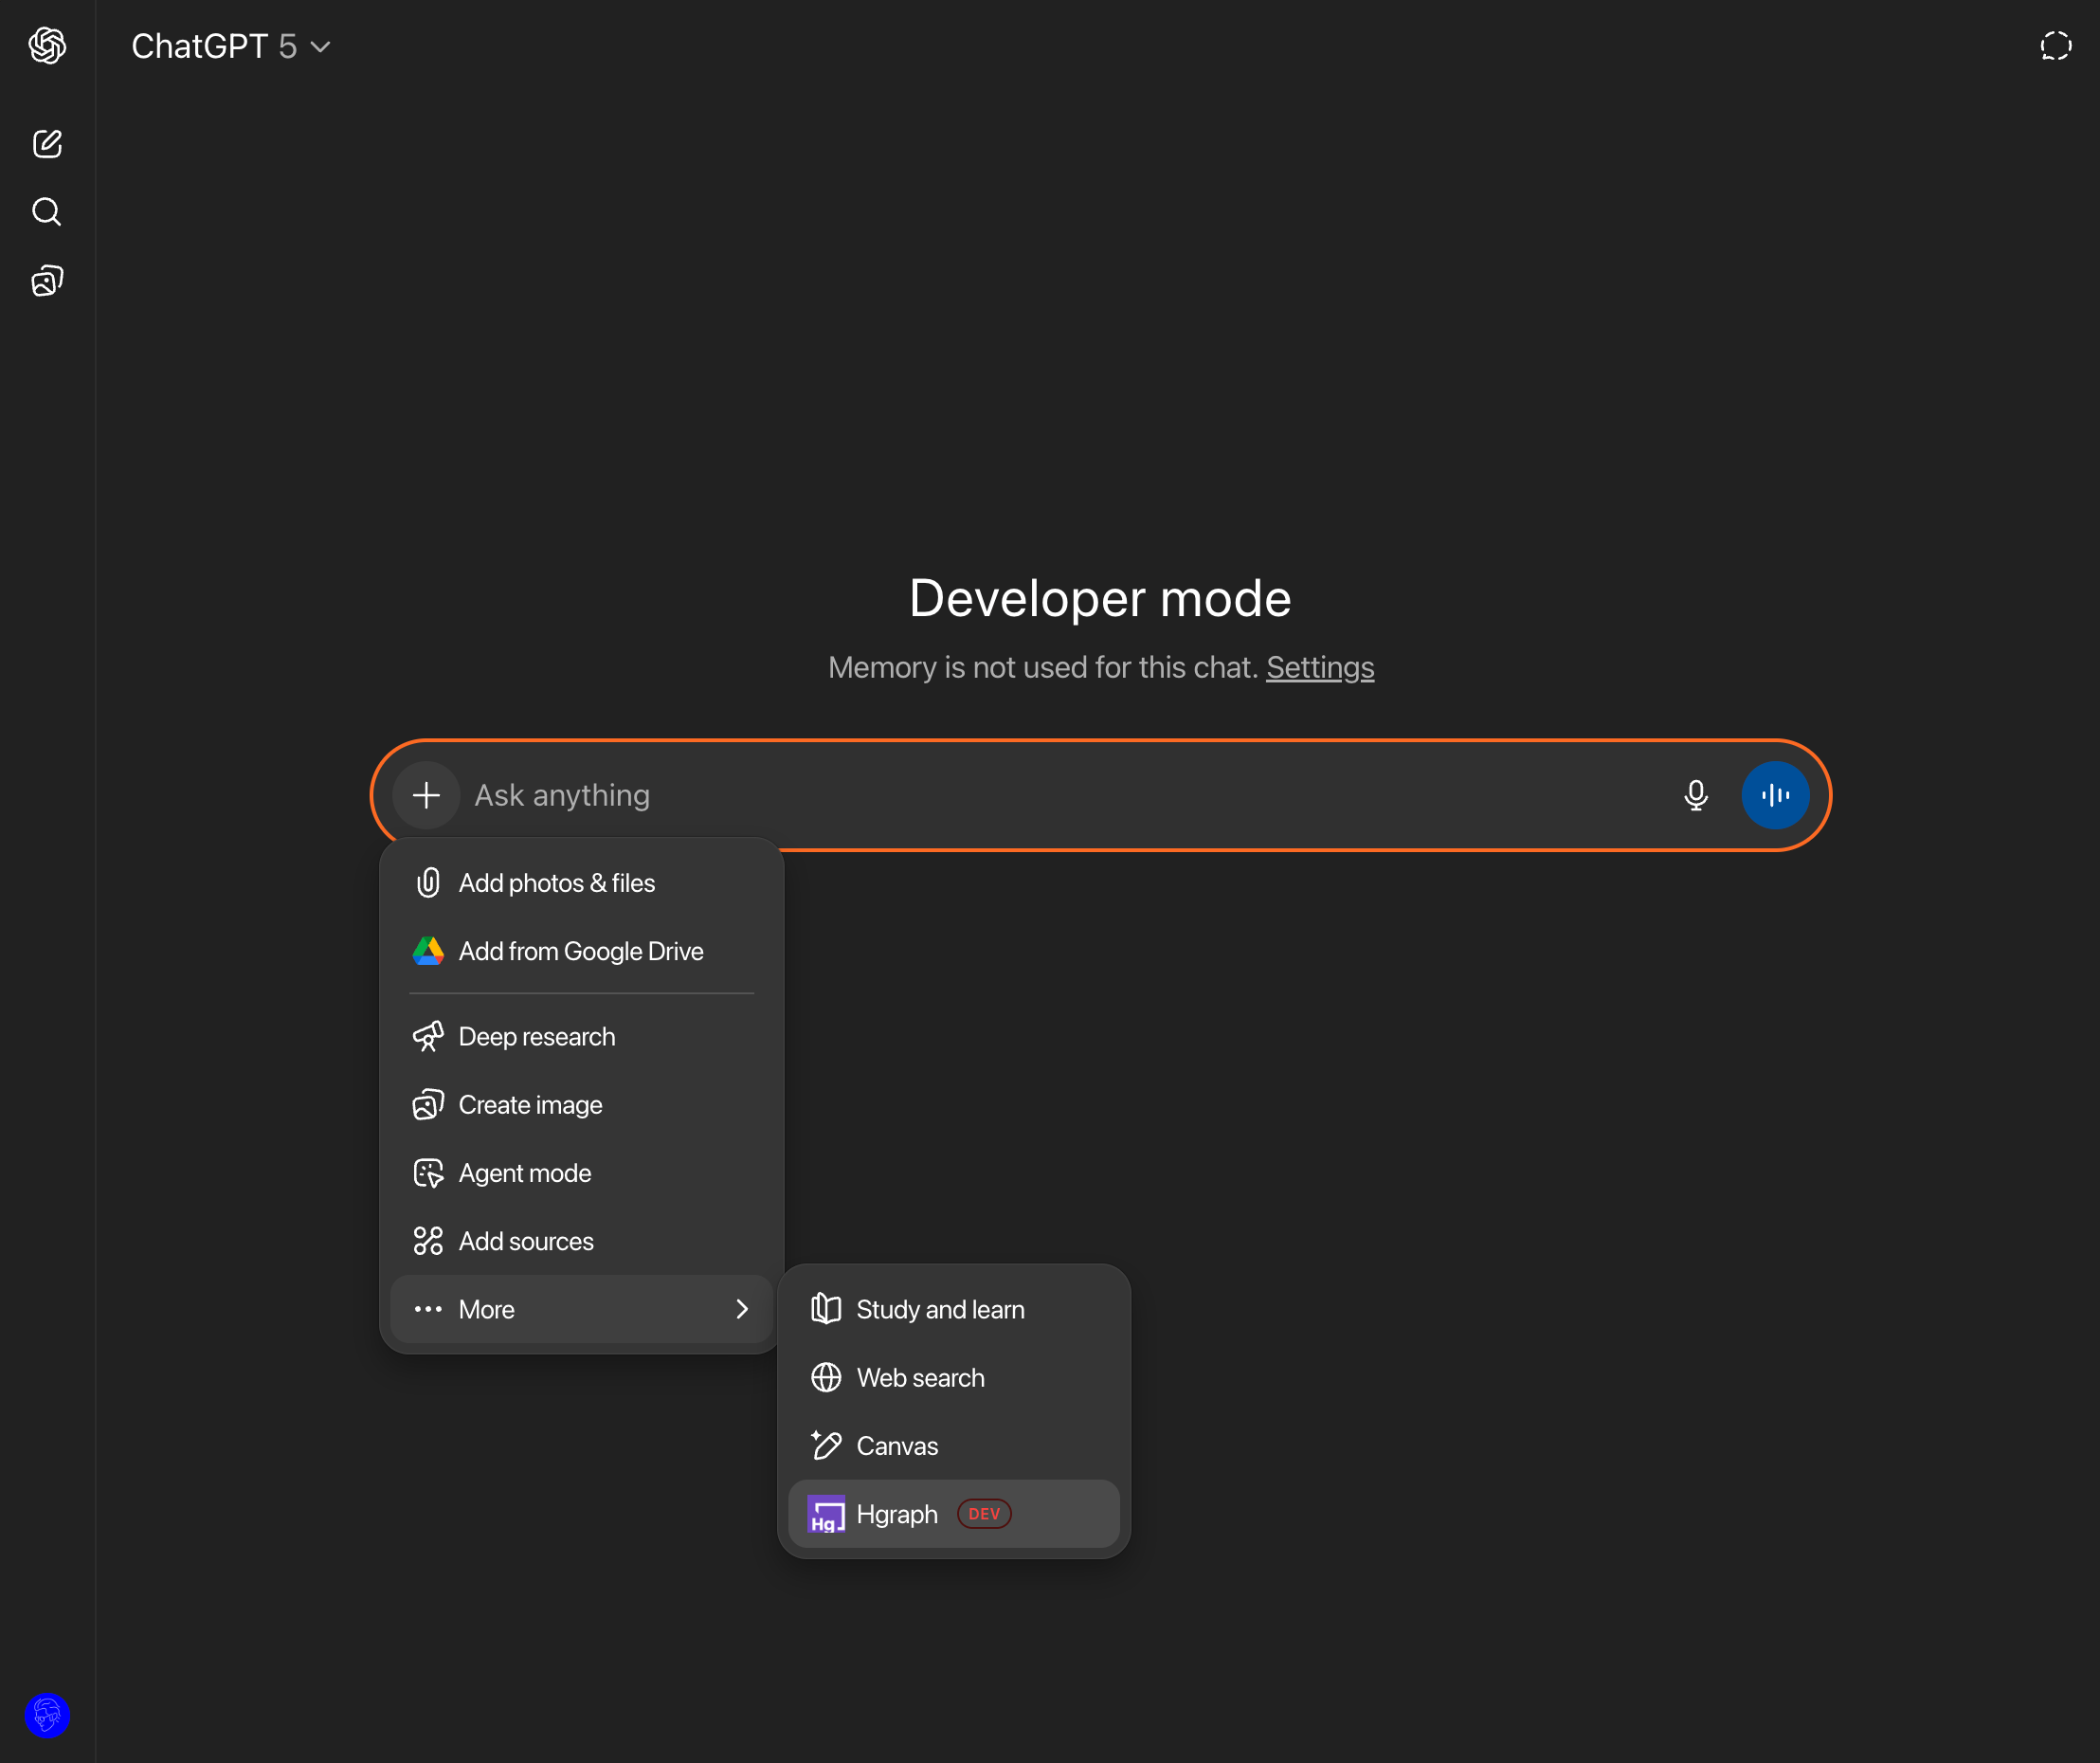 ChatGPT 5
Developer mode
Memory is not used for this chat. Settings
Ask anything
Add photos & files
Add from Google Drive
Deep research
Create image
Agent mode
Add sources
More
Study and learn
Web search
Canvas
Hg
Hgraph DEV